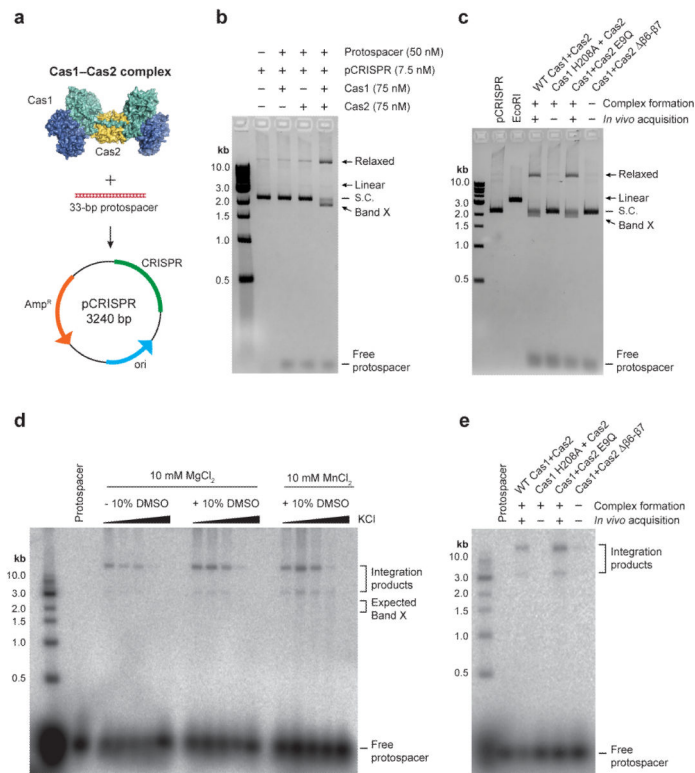 a
Cas1–Cas2 complex
Cas1
Cas2
+
33-bp protospacer
CRISPR
AmpR
pCRISPR
3240 bp
ori
b
– + + + + Protospacer (50 nM)
+ + + + + pCRISPR (7.5 nM)
– – + – + Cas1 (75 nM)
– – – + + Cas2 (75 nM)
kb
10.0
3.0
2.0
1.5
1.0
0.5
Relaxed
Linear
S.C.
Band X
Free
protospacer
c
pCRISPR
EcoRI
WT Cas1+Cas2
Cas1 H208A + Cas2
Cas1+Cas2 E9Q
Cas1+Cas2 Δβ6-β7
+ + + – Complex formation
+ – + – In vivo acquisition
kb
10.0
3.0
2.0
1.5
1.0
0.5
Relaxed
Linear
S.C.
Band X
Free
protospacer
d
Protospacer
10 mM MgCl2
10 mM MnCl2
- 10% DMSO
+ 10% DMSO
+ 10% DMSO
KCl
kb
10.0
3.0
2.0
1.5
1.0
0.5
Integration
products
Expected
Band X
Free
protospacer
e
Protospacer
WT Cas1+Cas2
Cas1 H208A + Cas2
Cas1+Cas2 E9Q
Cas1+Cas2 Δβ6-β7
+ + + – Complex formation
+ – + – In vivo acquisition
kb
10.0
3.0
2.0
1.5
1.0
0.5
Integration
products
Free
protospacer